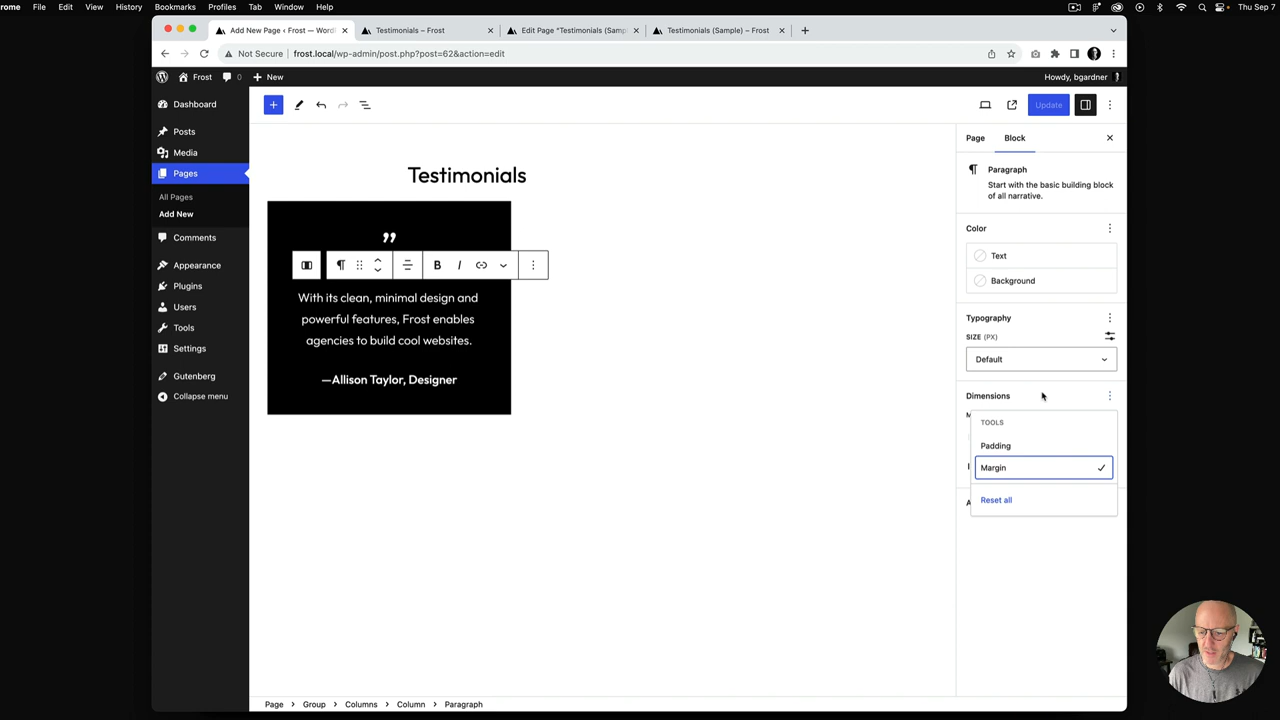 rome File Edit View History Bookmarks Profiles Tab Window Help Thu Sep 7
Add New Page ‹ Frost — Word Testimonials – Frost Edit Page "Testimonials (Samp Testimonials (Sample) – Frost
Not Secure frost.local/wp-admin/post.php?post=62&action=edit
Frost 0 New Howdy, bgardner
Dashboard
Posts
Media
Pages
All Pages
Add New
Comments
Appearance
Plugins
Users
Tools
Settings
Gutenberg
Collapse menu
Update
Testimonials
”
B I
With its clean, minimal design and
powerful features, Frost enables
agencies to build cool websites.
—Allison Taylor, Designer
Page Block
Paragraph
Start with the basic building block
of all narrative.
Color
Text
Background
Typography
SIZE (PX)
Default
Dimensions
TOOLS
Padding
Margin
Reset all
Page Group Columns Column Paragraph